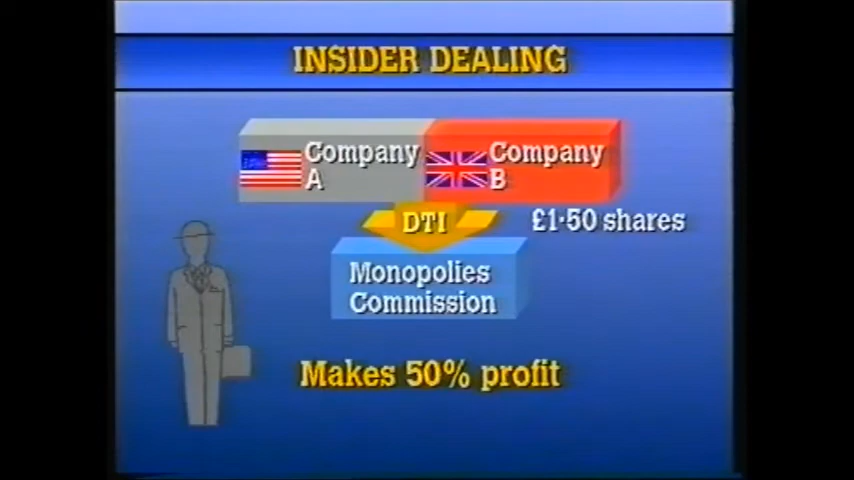 INSIDER DEALING
Company
A
Company
B
DTI
£1·50 shares
Monopolies
Commission
Makes 50% profit